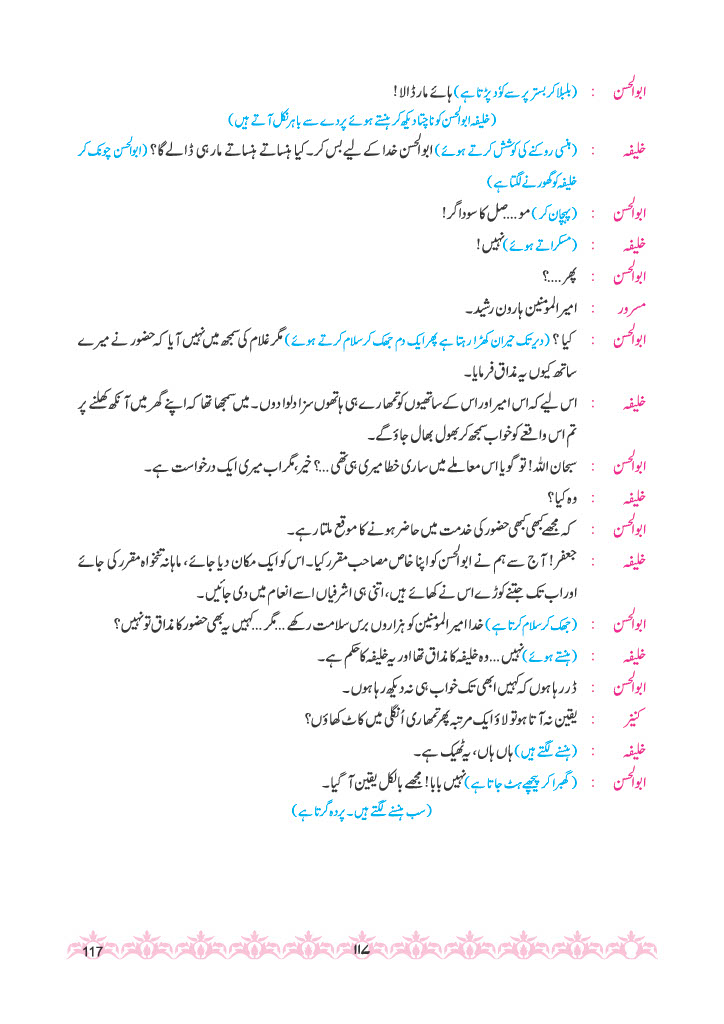 ابوالحسن : (بلبلا کر بستر پر سے کوٗد پڑتا ہے) ہائے مار ڈالا!
(خلیفہ ابوالحسن کو ناچتا دیکھ کر ہنستے ہوئے پردے سے باہر نکل آتے ہیں)
خلیفہ : (ہنسی روکنے کی کوشش کرتے ہوئے) ابوالحسن خدا کے لیے بس کر۔ کیا ہنساتے ہنساتے مار ہی ڈالے گا؟ (ابوالحسن چونک کر
خلیفہ کو گھورنے لگتا ہے)
ابوالحسن : (پہچان کر) مو....صل کا سوداگر!
خلیفہ : (مسکراتے ہوئے) نہیں!
ابوالحسن : پھر....؟
مسرور : امیرالمومنین ہارون رشید۔
ابوالحسن : کیا؟ (دیر تک حیران کھڑا رہتا ہے پھر ایک دم جھک کر سلام کرتے ہوئے) مگر غلام کی سمجھ میں نہیں آیا کہ حضور نے میرے
ساتھ کیوں یہ مذاق فرمایا۔
خلیفہ : اس لیے کہ اس امیر اور اس کے ساتھیوں کو تمھارے ہی ہاتھوں سزا دلوا دوں۔ میں سمجھا تھا کہ اپنے گھر میں آنکھ کھلنے پر
تم اس واقعے کو خواب سمجھ کر بھول بھال جاؤ گے۔
ابوالحسن : سبحان اللہ! تو گویا اس معاملے میں ساری خطا میری ہی تھی...؟ خیر، مگر اب میری ایک درخواست ہے۔
خلیفہ : وہ کیا؟
ابوالحسن : کہ مجھے کبھی کبھی حضور کی خدمت میں حاضر ہونے کا موقع ملتا رہے۔
خلیفہ : جعفر! آج سے ہم نے ابوالحسن کو اپنا خاص مصاحب مقرر کیا۔ اس کو ایک مکان دیا جائے، ماہانہ تنخواہ مقرر کی جائے
اور اب تک جتنے کوڑے اس نے کھائے ہیں، اتنی ہی اشرفیاں اسے انعام میں دی جائیں۔
ابوالحسن : (جھک کر سلام کرتا ہے) خدا امیرالمومنین کو ہزاروں برس سلامت رکھے...مگر...کہیں یہ بھی حضور کا مذاق تو نہیں؟
خلیفہ : (ہنستے ہوئے) نہیں...وہ خلیفہ کا مذاق تھا اور یہ خلیفہ کا حکم ہے۔
ابوالحسن : ڈر رہا ہوں کہ کہیں ابھی تک خواب ہی نہ دیکھ رہا ہوں۔
کنیز : یقین نہ آتا ہو تو لاؤ ایک مرتبہ پھر تمھاری اُنگلی میں کاٹ کھاؤں؟
خلیفہ : (ہنسنے لگتے ہیں) ہاں ہاں، یہ ٹھیک ہے۔
ابوالحسن : (گھبرا کر پیچھے ہٹ جاتا ہے) نہیں بابا! مجھے بالکل یقین آ گیا۔
(سب ہنسنے لگتے ہیں۔ پردہ گرتا ہے)
۱۱۷
117